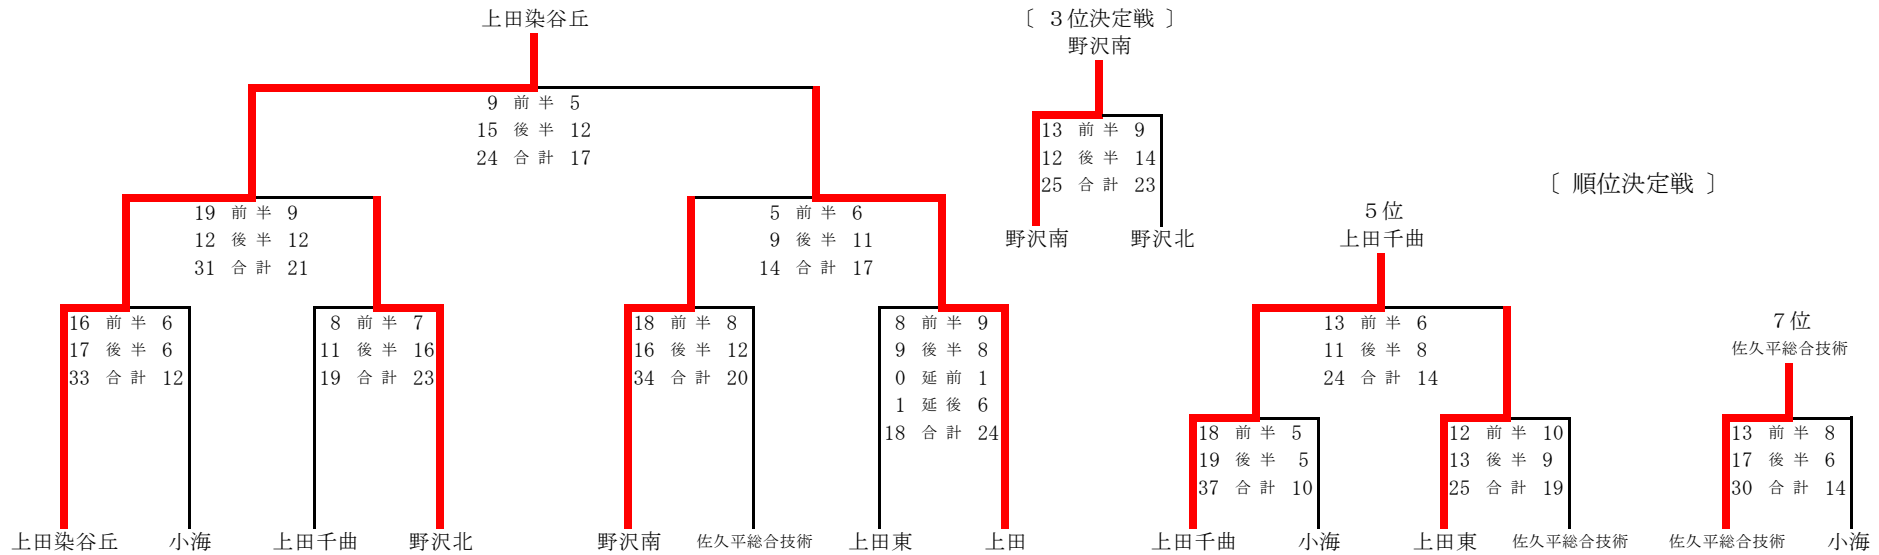 上田染谷丘
〔 ３位決定戦 〕
野沢南
9 前半 5
15 後半 12
24 合計 17
13 前半 9
12 後半 14
25 合計 23
野沢南 野沢北
〔 順位決定戦 〕
19 前半 9
12 後半 12
31 合計 21
5 前半 6
9 後半 11
14 合計 17
５位
上田千曲
16 前半 6
17 後半 6
33 合計 12
8 前半 7
11 後半 16
19 合計 23
18 前半 8
16 後半 12
34 合計 20
8 前半 9
9 後半 8
0 延前 1
1 延後 6
18 合計 24
13 前半 6
11 後半 8
24 合計 14
７位
佐久平総合技術
18 前半 5
19 後半 5
37 合計 10
12 前半 10
13 後半 9
25 合計 19
13 前半 8
17 後半 6
30 合計 14
上田染谷丘 小海 上田千曲 野沢北 野沢南 佐久平総合技術 上田東 上田 上田千曲 小海 上田東 佐久平総合技術 佐久平総合技術 小海